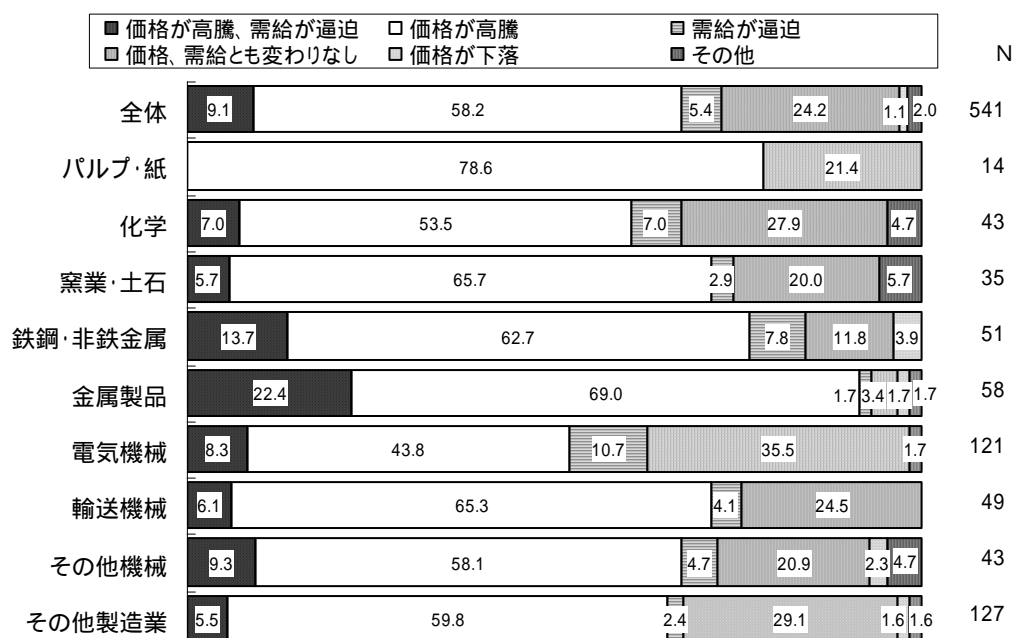 ■ 価格が高騰、需給が逼迫 □ 価格が高騰 ■ 需給が逼迫
■ 価格、需給とも変わりなし □ 価格が下落 ■ その他
N
全体 9.1 58.2 5.4 24.2 1.1 2.0 541
パルプ・紙 78.6 21.4 14
化学 7.0 53.5 7.0 27.9 4.7 43
窯業・土石 5.7 65.7 2.9 20.0 5.7 35
鉄鋼・非鉄金属 13.7 62.7 7.8 11.8 3.9 51
金属製品 22.4 69.0 1.7 3.4 1.7 1.7 58
電気機械 8.3 43.8 10.7 35.5 1.7 121
輸送機械 6.1 65.3 4.1 24.5 49
その他機械 9.3 58.1 4.7 20.9 2.3 4.7 43
その他製造業 5.5 59.8 2.4 29.1 1.6 1.6 127